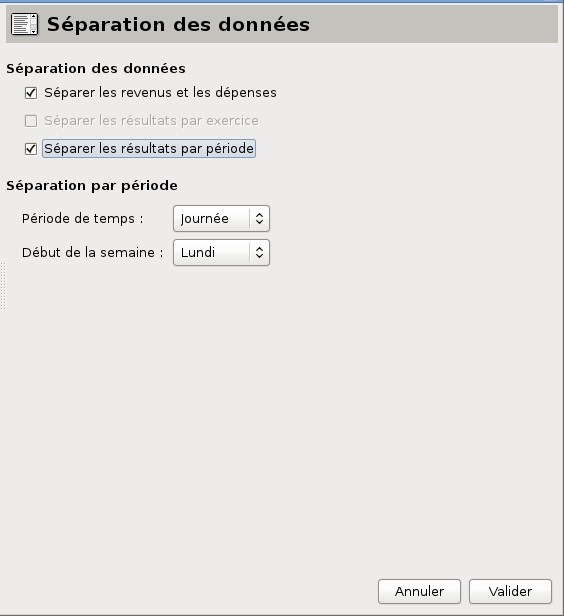 Séparation des données
Séparation des données
Séparer les revenus et les dépenses
Séparer les résultats par exercice
Séparer les résultats par période
Séparation par période
Période de temps : Journée
Début de la semaine : Lundi
Annuler Valider